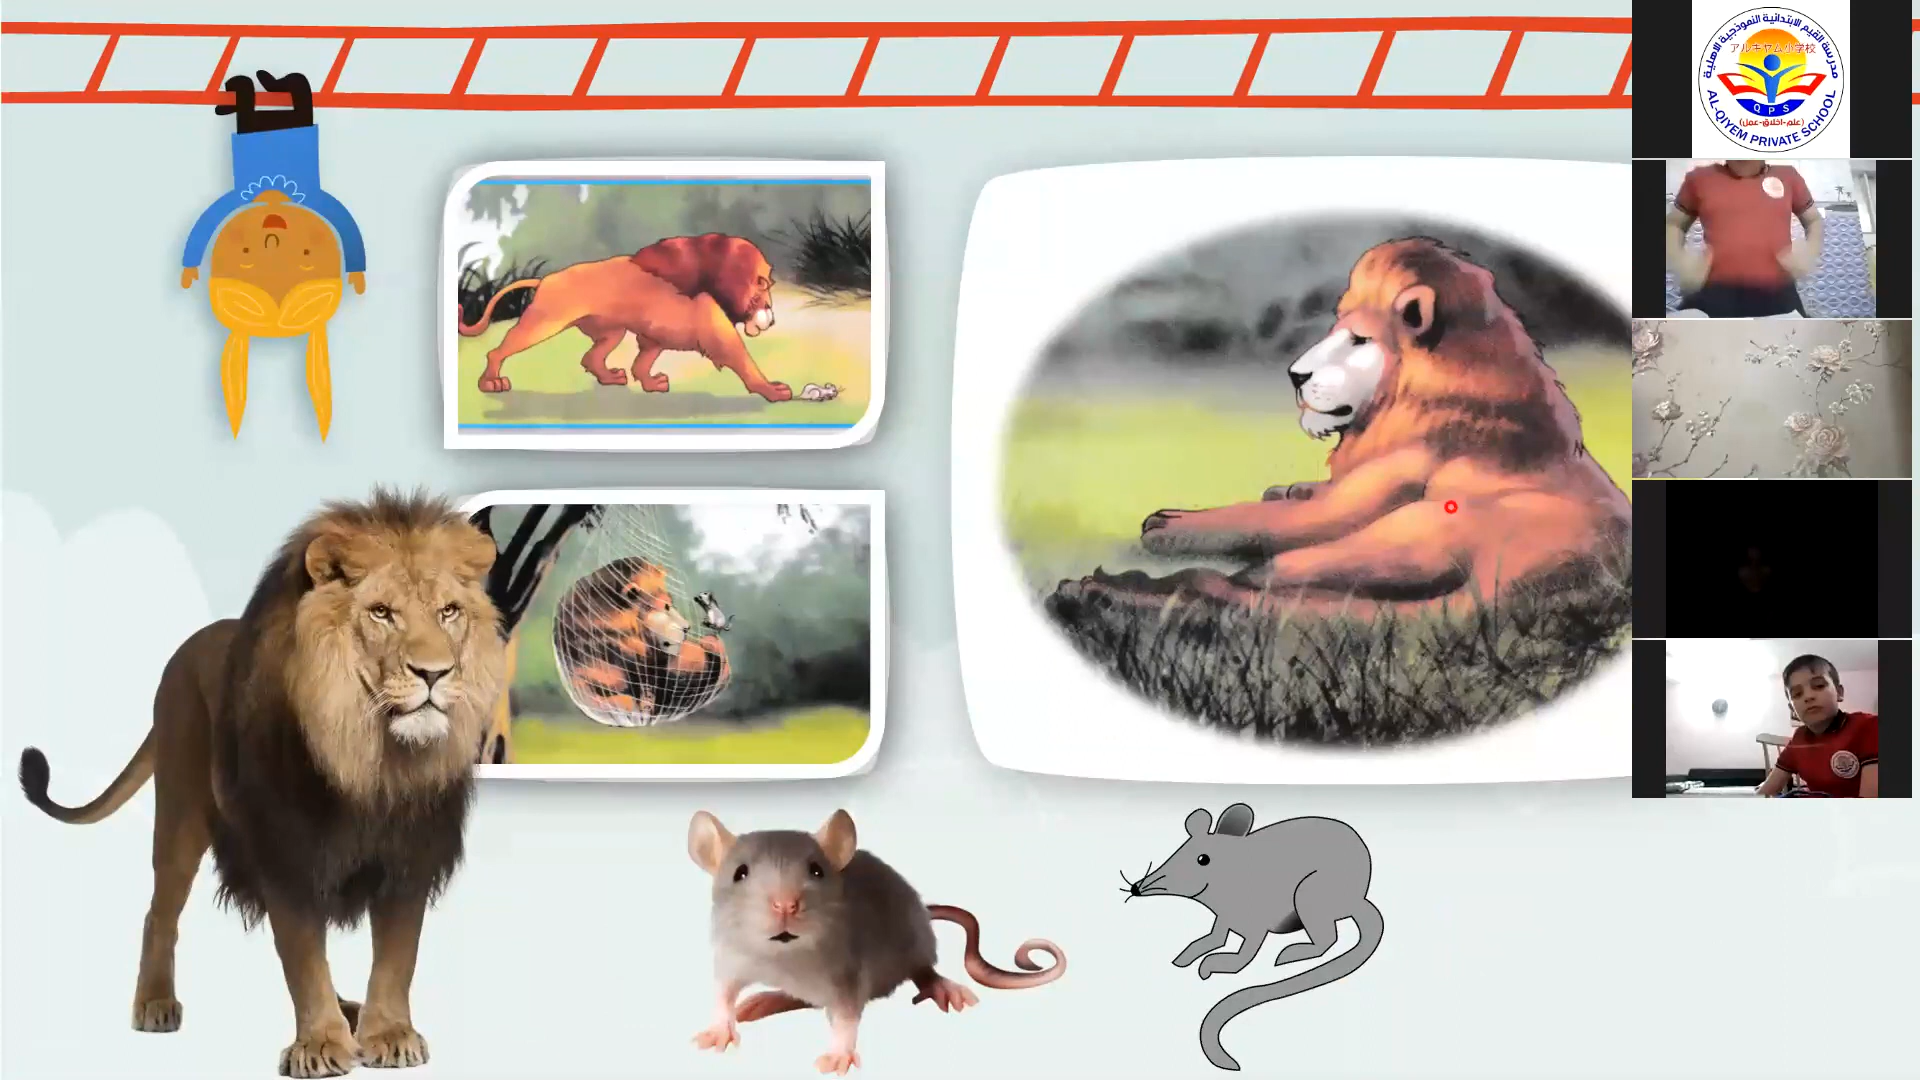 مدرسة القيم الابتدائية النموذجية الاهلية
アルキヤム小学校
Q P S
(علم-اخلاق-عمل)
AL-QIYEM PRIVATE SCHOOL